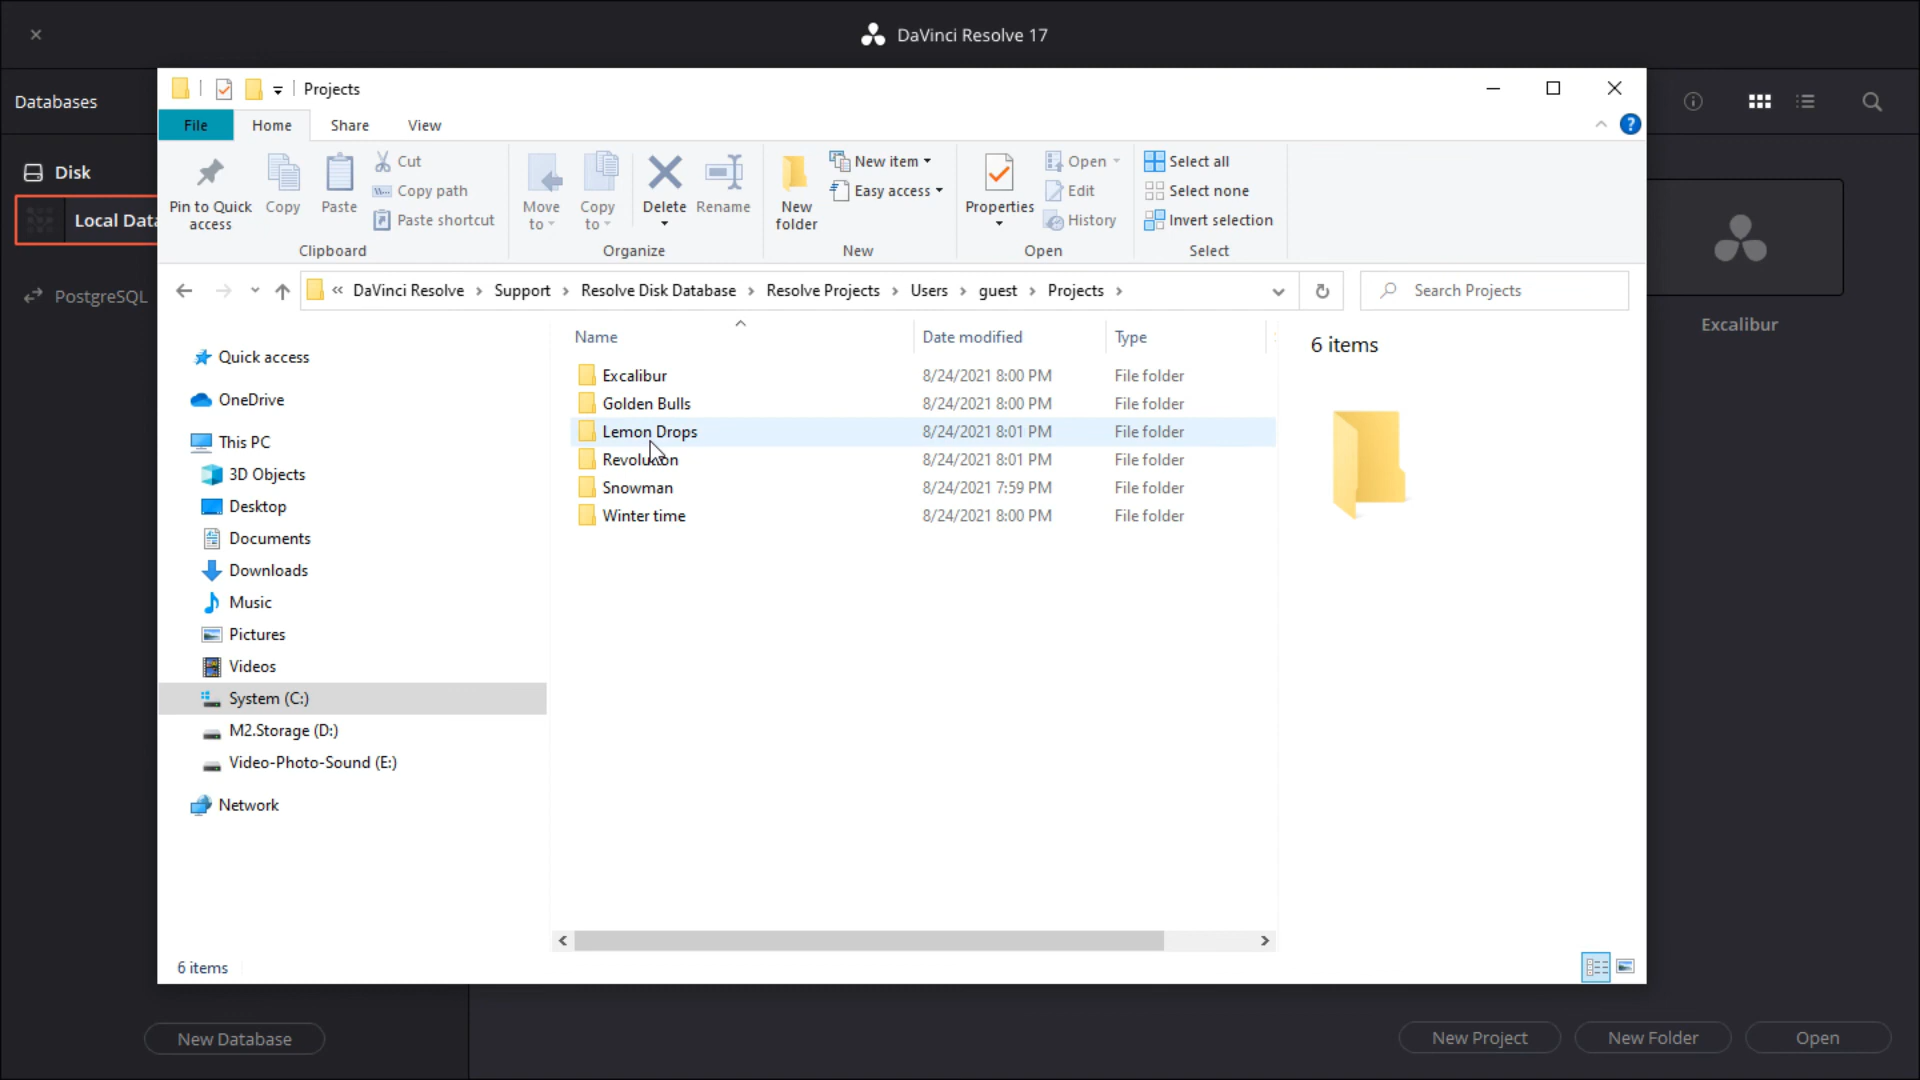 DaVinci Resolve 17
Databases
Disk
Local Data
PostgreSQL
New Database
Projects
File Home Share View
Pin to Quick access
Copy
Paste
Cut
Copy path
Paste shortcut
Clipboard
Move to
Copy to
Delete
Rename
Organize
New folder
New item
Easy access
New
Properties
Open
Edit
History
Open
Select all
Select none
Invert selection
Select
« DaVinci Resolve › Support › Resolve Disk Database › Resolve Projects › Users › guest › Projects ›
Search Projects
Quick access
OneDrive
This PC
3D Objects
Desktop
Documents
Downloads
Music
Pictures
Videos
System (C:)
M2.Storage (D:)
Video-Photo-Sound (E:)
Network
Name Date modified Type
Excalibur 8/24/2021 8:00 PM File folder
Golden Bulls 8/24/2021 8:00 PM File folder
Lemon Drops 8/24/2021 8:01 PM File folder
Revolution 8/24/2021 8:01 PM File folder
Snowman 8/24/2021 7:59 PM File folder
Winter time 8/24/2021 8:00 PM File folder
6 items
6 items
Excalibur
New Project
New Folder
Open